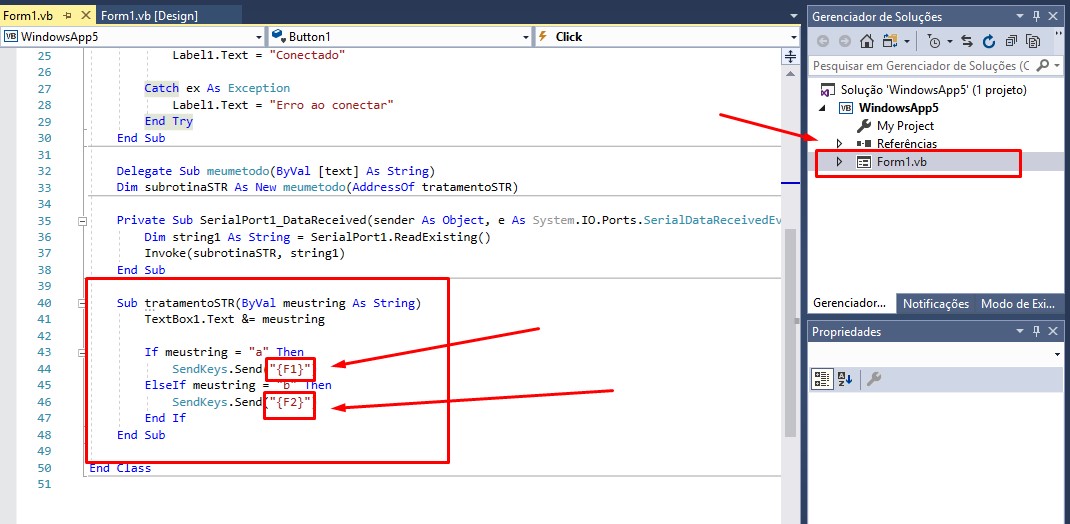 Form1.vb
Form1.vb [Design]
WindowsApp5
Button1
Click
25 Label1.Text = "Conectado"
26
27 Catch ex As Exception
28 Label1.Text = "Erro ao conectar"
29 End Try
30 End Sub
31
32 Delegate Sub meumetodo(ByVal [text] As String)
33 Dim subrotinaSTR As New meumetodo(AddressOf tratamentoSTR)
34
35 Private Sub SerialPort1_DataReceived(sender As Object, e As System.IO.Ports.SerialDataReceivedEv
36 Dim string1 As String = SerialPort1.ReadExisting()
37 Invoke(subrotinaSTR, string1)
38 End Sub
39
40 Sub tratamentoSTR(ByVal meustring As String)
41 TextBox1.Text &= meustring
42
43 If meustring = "a" Then
44 SendKeys.Send("{F1}"
45 ElseIf meustring = "b" Then
46 SendKeys.Send("{F2}"
47 End If
48 End Sub
49
50 End Class
51
Gerenciador de Soluções
Pesquisar em Gerenciador de Soluções (C
Solução 'WindowsApp5' (1 projeto)
VB WindowsApp5
My Project
Referências
Form1.vb
Gerenciador...
Notificações
Modo de Exi...
Propriedades